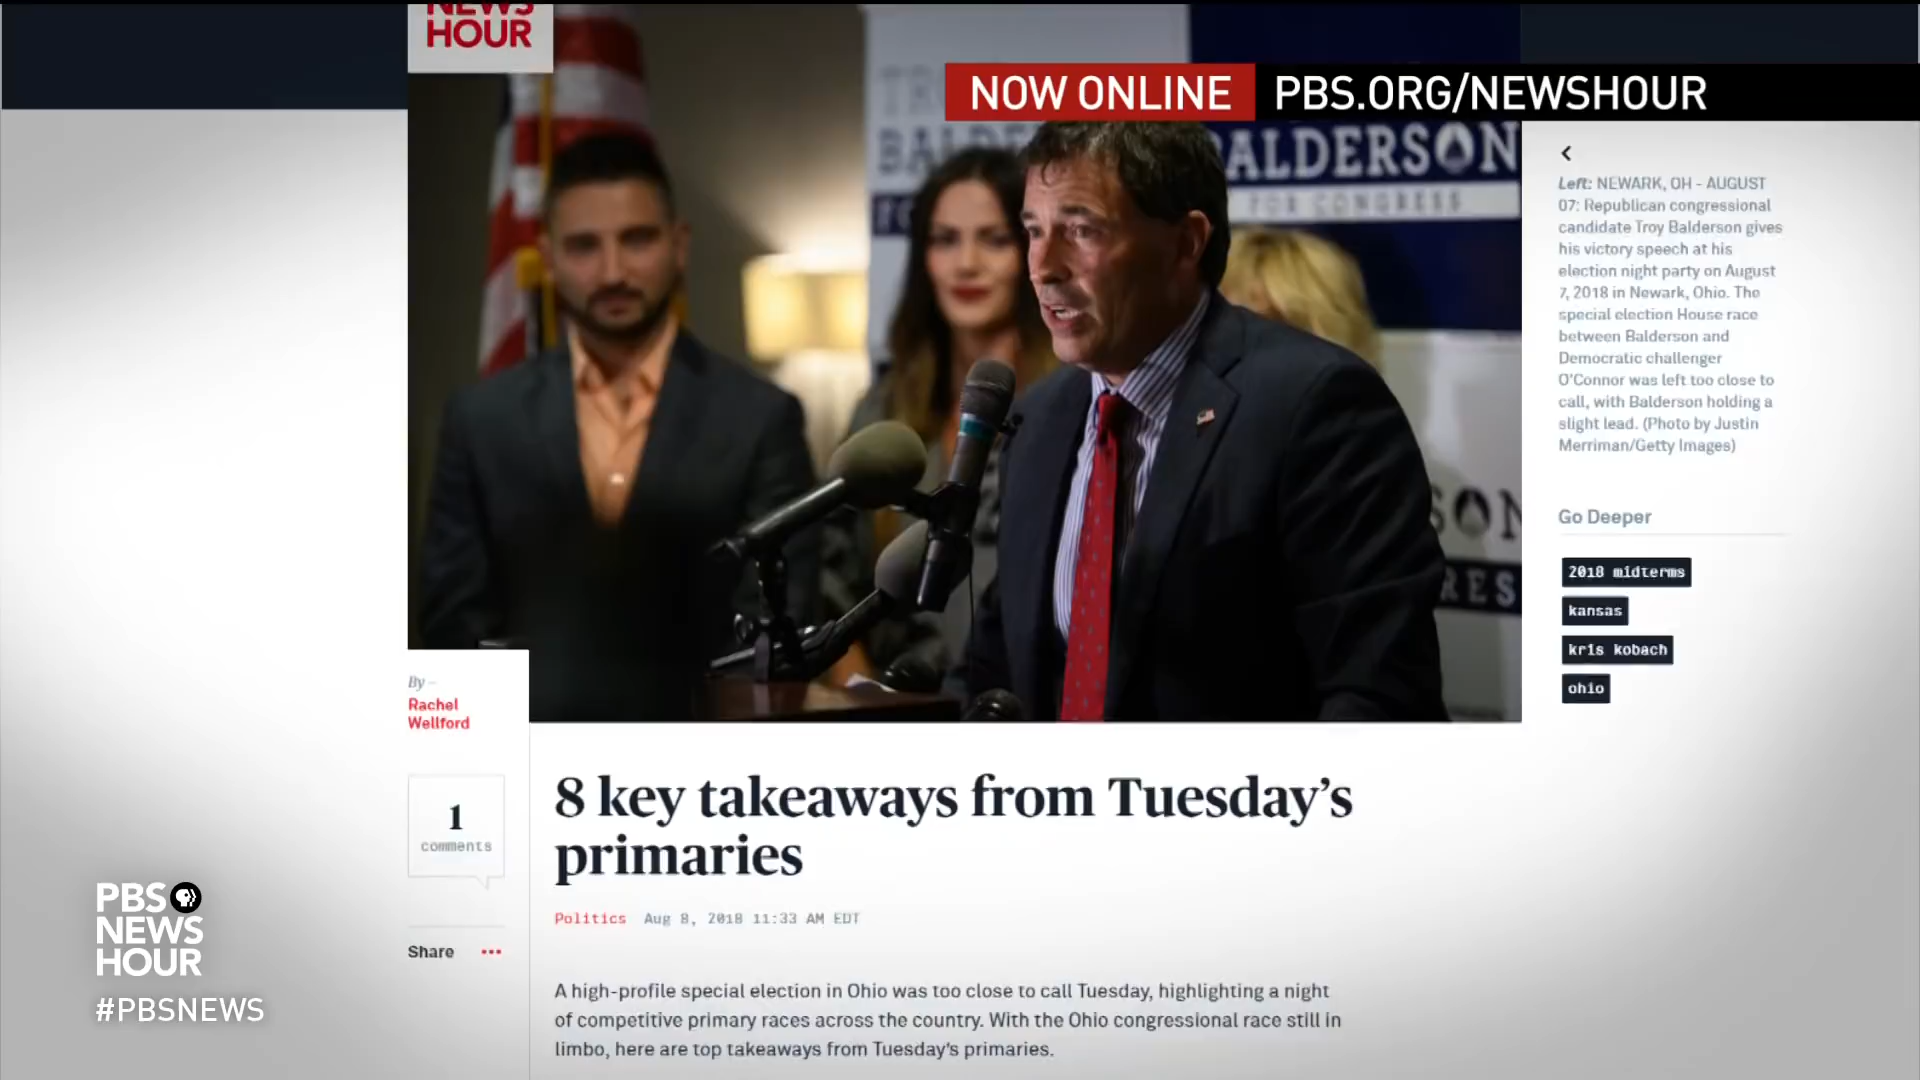 NEWS
HOUR
NOW ONLINE PBS.ORG/NEWSHOUR
BALDERSON
FOR CONGRESS
Left: NEWARK, OH - AUGUST
07: Republican congressional
candidate Troy Balderson gives
his victory speech at his
election night party on August
7, 2018 in Newark, Ohio. The
special election House race
between Balderson and
Democratic challenger
O'Connor was left too close to
call, with Balderson holding a
slight lead. (Photo by Justin
Merriman/Getty Images)
Go Deeper
2018 midterms
kansas
kris kobach
ohio
By –
Rachel
Wellford
1
comments
Share
8 key takeaways from Tuesday's
primaries
Politics Aug 8, 2018 11:33 AM EDT
A high-profile special election in Ohio was too close to call Tuesday, highlighting a night
of competitive primary races across the country. With the Ohio congressional race still in
limbo, here are top takeaways from Tuesday's primaries.
PBS
NEWS
HOUR
#PBSNEWS